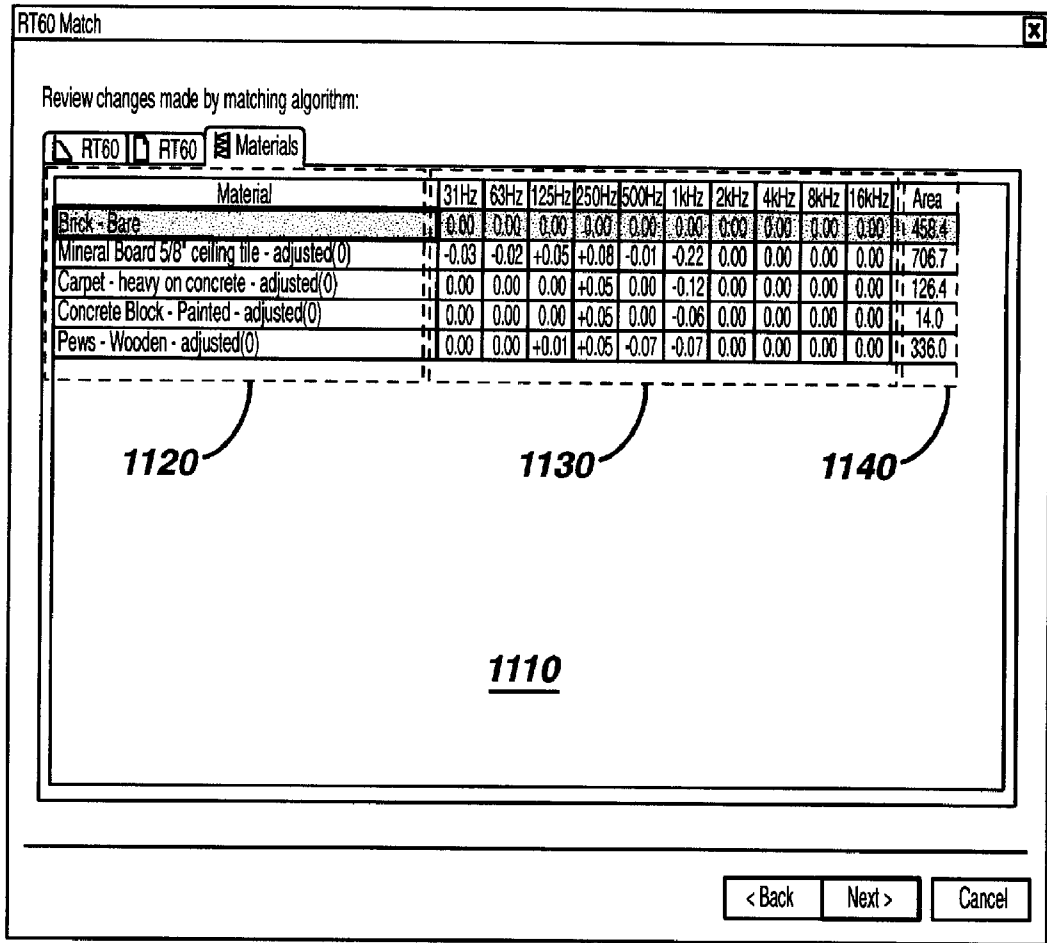 RT60 Match
Review changes made by matching algorithm:
RT60 RT60 Materials
Material 31Hz 63Hz 125Hz 250Hz 500Hz 1kHz 2kHz 4kHz 8kHz 16kHz Area
Brick - Bare 0.00 0.00 0.00 0.00 0.00 0.00 0.00 0.00 0.00 0.00 458.4
Mineral Board 5/8" ceiling tile - adjusted(0) -0.03 -0.02 +0.05 +0.08 -0.01 -0.22 0.00 0.00 0.00 0.00 706.7
Carpet - heavy on concrete - adjusted(0) 0.00 0.00 0.00 +0.05 0.00 -0.12 0.00 0.00 0.00 0.00 126.4
Concrete Block - Painted - adjusted(0) 0.00 0.00 0.00 +0.05 0.00 -0.06 0.00 0.00 0.00 0.00 14.0
Pews - Wooden - adjusted(0) 0.00 0.00 +0.01 +0.05 -0.07 -0.07 0.00 0.00 0.00 0.00 336.0
1120 1130 1140
1110
< Back Next > Cancel